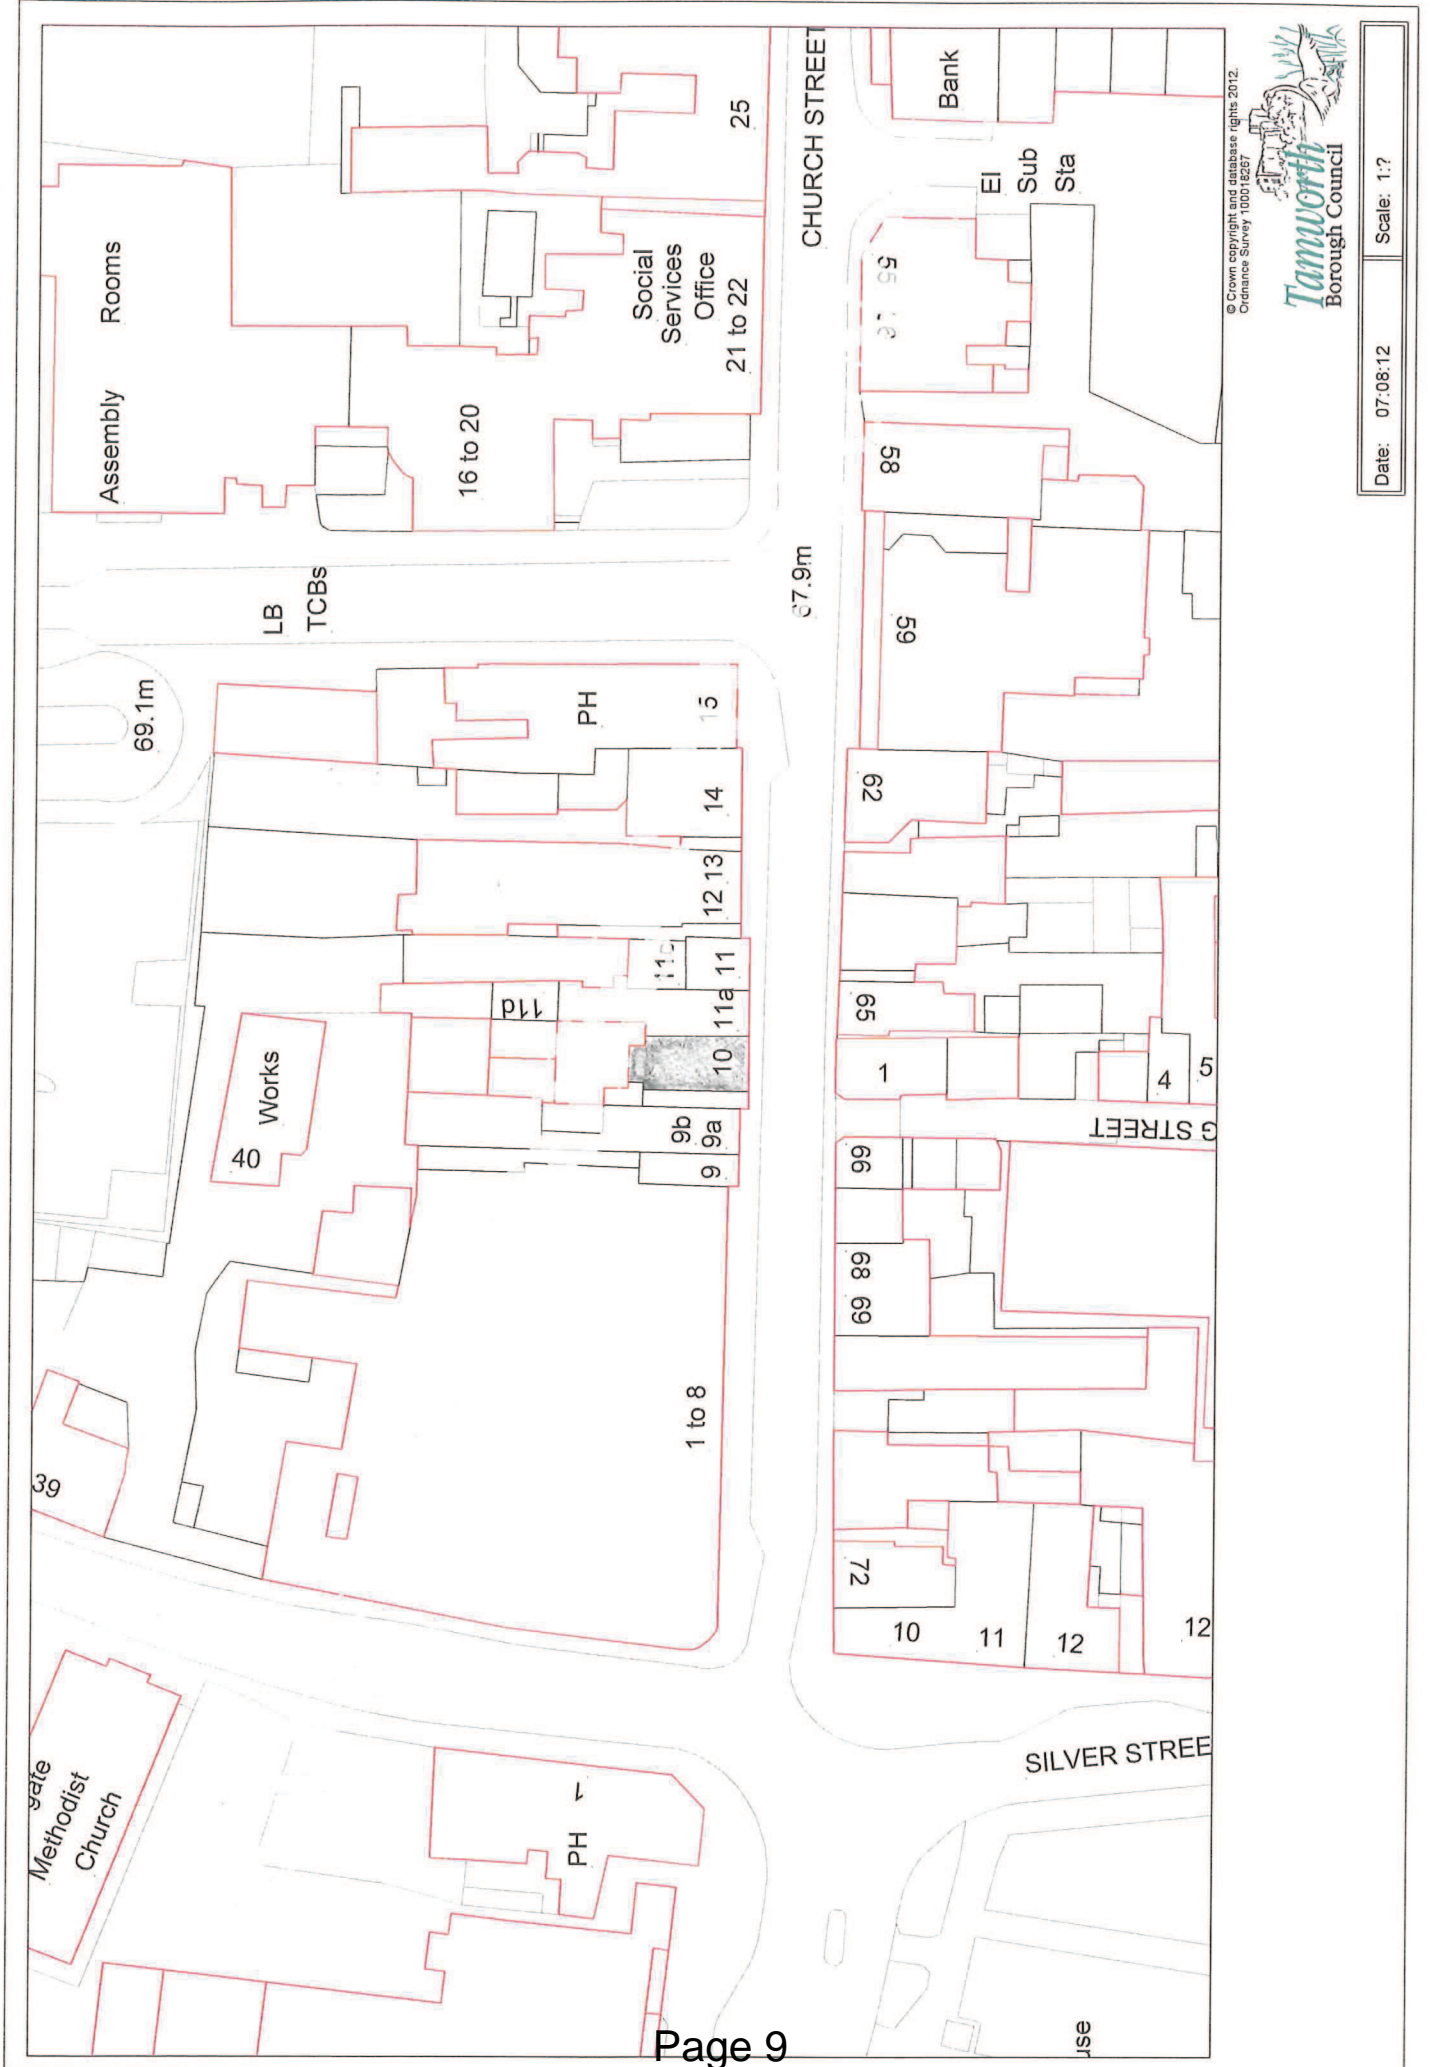 Assembly Rooms
25
Social
Services
Office
21 to 22
16 to 20
CHURCH STREET
Bank
El
Sub
Sta
58
59
67.9m
LB
TCBs
69.1m
PH
15
14
12 13
11
11a
11d
10
9b
9a
9
Works
40
1 to 8
39
62
65
1
4
5
G STREET
66
68
69
72
10
11
12
12
SILVER STREE
gate
Methodist
Church
1
PH
use
© Crown copyright and database rights 2012.
Ordnance Survey 100018267
Tamworth
Borough Council
Date: 07:08:12
Scale: 1:?
Page 9